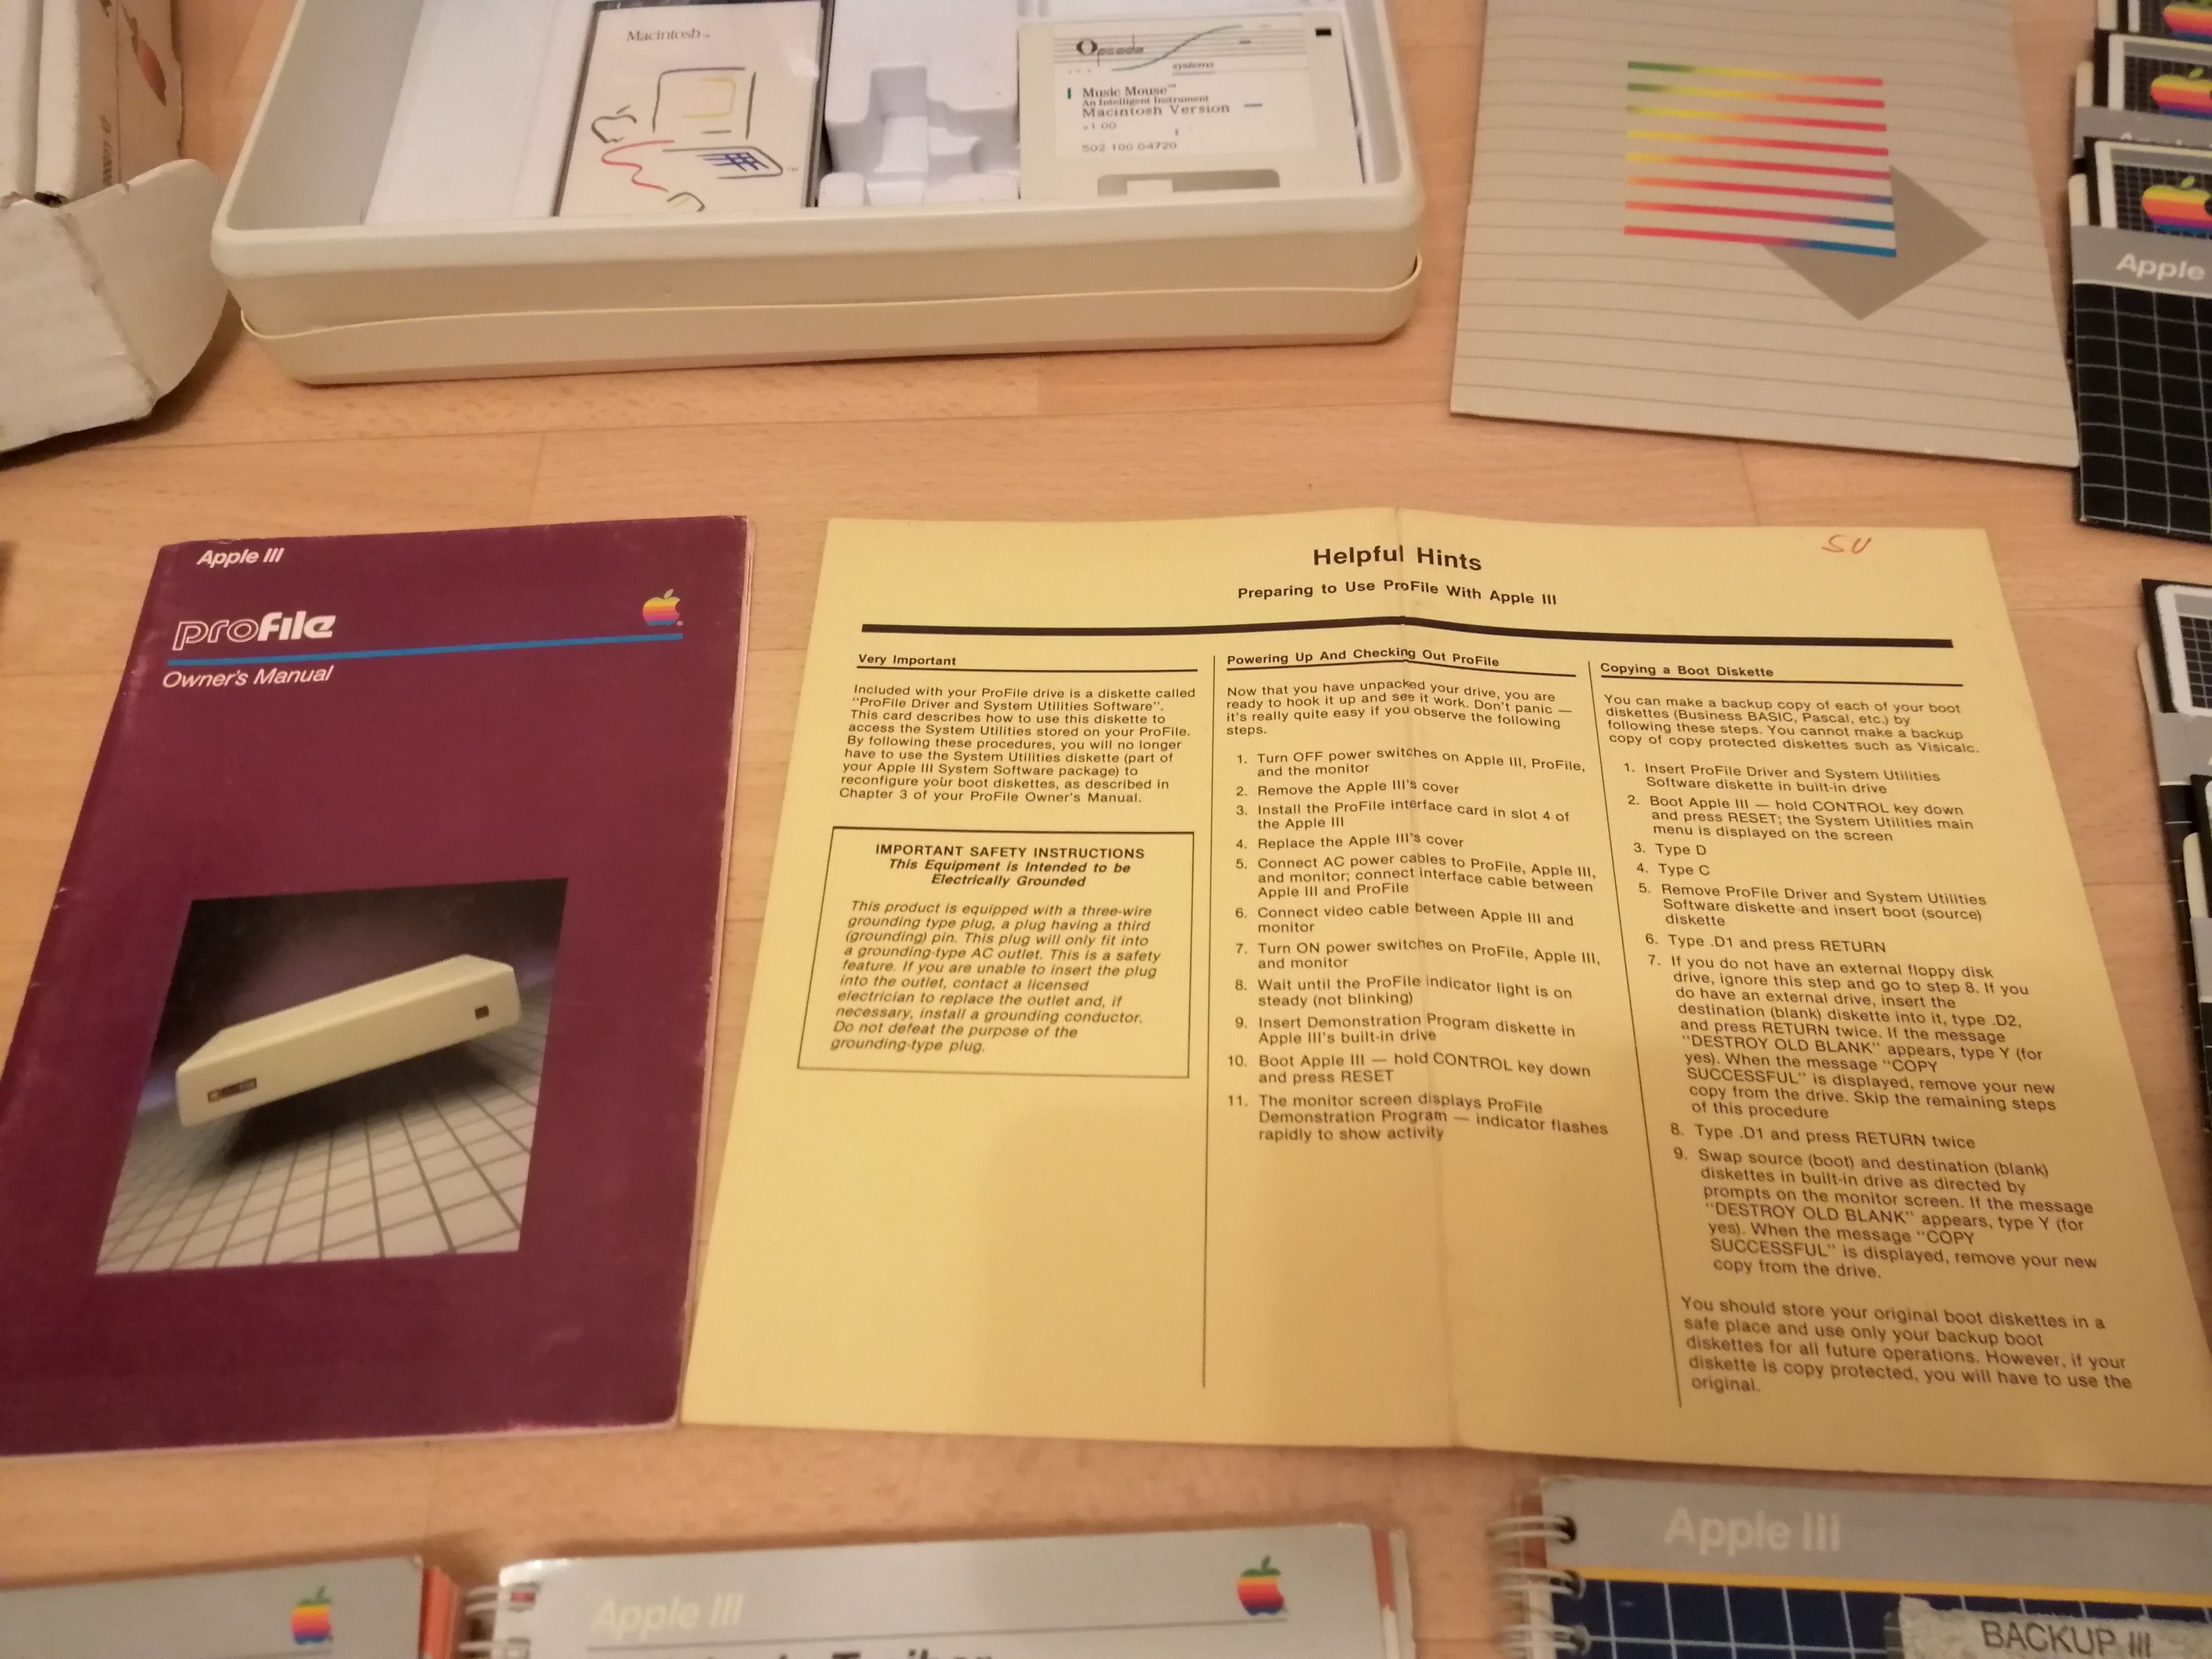 Macintosh™
Opcode
systems
Music Mouse™
An Intelligent Instrument
Macintosh Version
v1.00
502 100 04720
Apple
Apple III
profile
Owner's Manual
SU
Helpful Hints
Preparing to Use ProFile With Apple III
Very Important
Included with your ProFile drive is a diskette called
"ProFile Driver and System Utilities Software".
This card describes how to use this diskette to
access the System Utilities stored on your ProFile.
By following these procedures, you will no longer
have to use the System Utilities diskette (part of
your Apple III System Software package) to
reconfigure your boot diskettes, as described in
Chapter 3 of your ProFile Owner's Manual.
IMPORTANT SAFETY INSTRUCTIONS
This Equipment is Intended to be
Electrically Grounded
This product is equipped with a three-wire
grounding type plug, a plug having a third
(grounding) pin. This plug will only fit into
a grounding-type AC outlet. This is a safety
feature. If you are unable to insert the plug
into the outlet, contact a licensed
electrician to replace the outlet and, if
necessary, install a grounding conductor.
Do not defeat the purpose of the
grounding-type plug.
Powering Up And Checking Out ProFile
Now that you have unpacked your drive, you are
ready to hook it up and see it work. Don't panic —
it's really quite easy if you observe the following
steps.
1. Turn OFF power switches on Apple III, ProFile,
and the monitor
2. Remove the Apple III's cover
3. Install the ProFile interface card in slot 4 of
the Apple III
4. Replace the Apple III's cover
5. Connect AC power cables to ProFile, Apple III,
and monitor; connect interface cable between
Apple III and ProFile
6. Connect video cable between Apple III and
monitor
7. Turn ON power switches on ProFile, Apple III,
and monitor
8. Wait until the ProFile indicator light is on
steady (not blinking)
9. Insert Demonstration Program diskette in
Apple III's built-in drive
10. Boot Apple III — hold CONTROL key down
and press RESET
11. The monitor screen displays ProFile
Demonstration Program — indicator flashes
rapidly to show activity
Copying a Boot Diskette
You can make a backup copy of each of your boot
diskettes (Business BASIC, Pascal, etc.) by
following these steps. You cannot make a backup
copy of copy protected diskettes such as Visicalc.
1. Insert ProFile Driver and System Utilities
Software diskette in built-in drive
2. Boot Apple III — hold CONTROL key down
and press RESET; the System Utilities main
menu is displayed on the screen
3. Type D
4. Type C
5. Remove ProFile Driver and System Utilities
Software diskette and insert boot (source)
diskette
6. Type .D1 and press RETURN
7. If you do not have an external floppy disk
drive, ignore this step and go to step 8. If you
do have an external drive, insert the
destination (blank) diskette into it, type .D2,
and press RETURN twice. If the message
"DESTROY OLD BLANK" appears, type Y (for
yes). When the message "COPY
SUCCESSFUL" is displayed, remove your new
copy from the drive. Skip the remaining steps
of this procedure
8. Type .D1 and press RETURN twice
9. Swap source (boot) and destination (blank)
diskettes in built-in drive as directed by
prompts on the monitor screen. If the message
"DESTROY OLD BLANK" appears, type Y (for
yes). When the message "COPY
SUCCESSFUL" is displayed, remove your new
copy from the drive.
You should store your original boot diskettes in a
safe place and use only your backup boot
diskettes for all future operations. However, if your
diskette is copy protected, you will have to use the
original.
Apple III
Apple III
BACKUP III